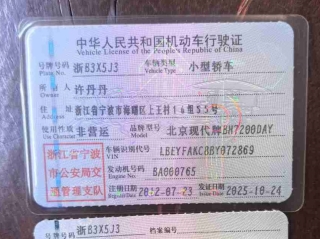 中华人民共和国机动车行驶证
Vehicle License of the People's Republic of China
号牌号码 浙B3X5J3 车辆类型 小型轿车
Plate No. Vehicle Type
所有人 许丹丹
Owner
住址 浙江省宁波市海曙区上王村14组55号
Address
使用性质 非营运 品牌型号 北京现代牌BH7200DAY
Use Character Model
浙江省宁波市公安局交通管理支队
车辆识别代号 LBEYFAKCBBY072869
VIN
发动机号码 BA060765
Engine No.
注册日期 2012-07-23 发证日期 2025-10-24
Register Date Issue Date
号牌号码 浙B3X5J3 档案编号